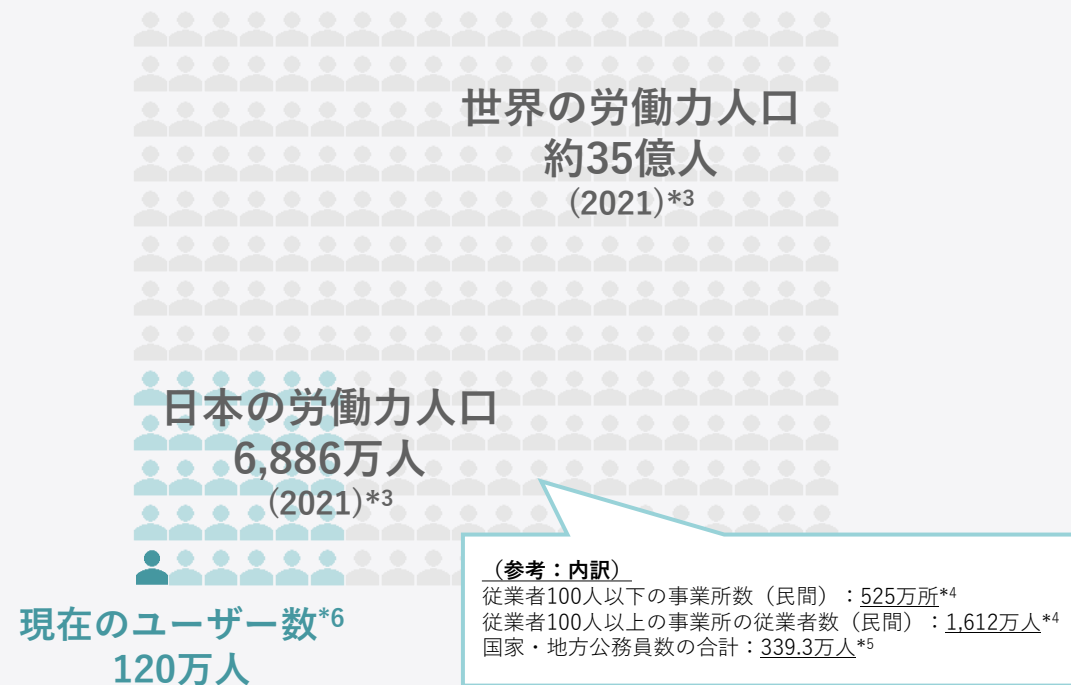 世界の労働力人口
約35億人
(2021)*3
日本の労働力人口
6,886万人
(2021)*3
現在のユーザー数*6
120万人
（参考：内訳）
従業者100人以下の事業所数（民間）：525万所*4
従業者100人以上の事業所の従業者数（民間）：1,612万人*4
国家・地方公務員数の合計：339.3万人*5